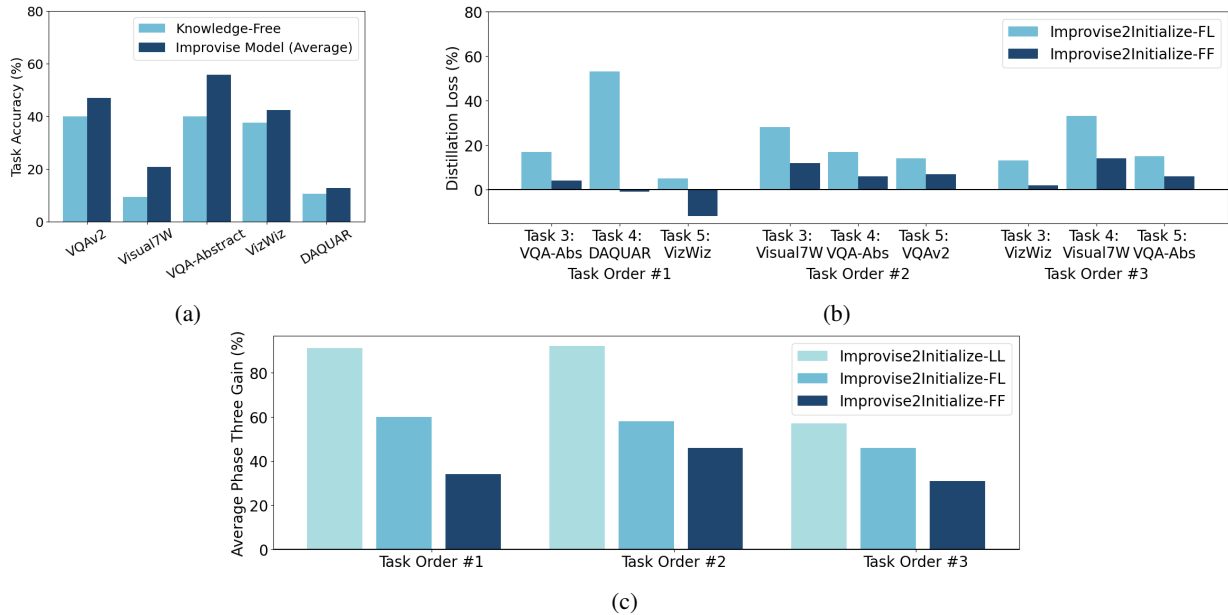 80
60
40
20
0
Task Accuracy (%)
Knowledge-Free
Improvise Model (Average)
VQAv2
Visual7W
VQA-Abstract
VizWiz
DAQUAR
(a)
80
60
40
20
0
Distillation Loss (%)
Improvise2Initialize-FL
Improvise2Initialize-FF
Task 3: Task 4: Task 5:
VQA-Abs DAQUAR VizWiz
Task Order #1
Task 3: Task 4: Task 5:
Visual7W VQA-Abs VQAv2
Task Order #2
Task 3: Task 4: Task 5:
VizWiz Visual7W VQA-Abs
Task Order #3
(b)
80
60
40
20
0
Average Phase Three Gain (%)
Improvise2Initialize-LL
Improvise2Initialize-FL
Improvise2Initialize-FF
Task Order #1
Task Order #2
Task Order #3
(c)